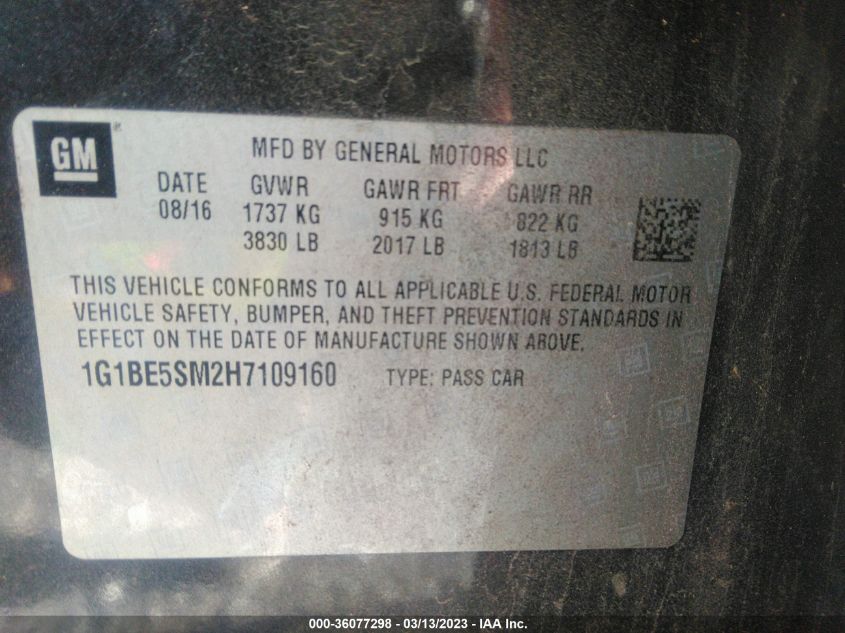 GM
MFD BY GENERAL MOTORS LLC
DATE GVWR GAWR FRT GAWR RR
08/16 1737 KG 915 KG 822 KG
3830 LB 2017 LB 1813 LB
THIS VEHICLE CONFORMS TO ALL APPLICABLE U.S. FEDERAL MOTOR
VEHICLE SAFETY, BUMPER, AND THEFT PREVENTION STANDARDS IN
EFFECT ON THE DATE OF MANUFACTURE SHOWN ABOVE.
1G1BE5SM2H7109160 TYPE: PASS CAR
000-36077298 - 03/13/2023 - IAA Inc.